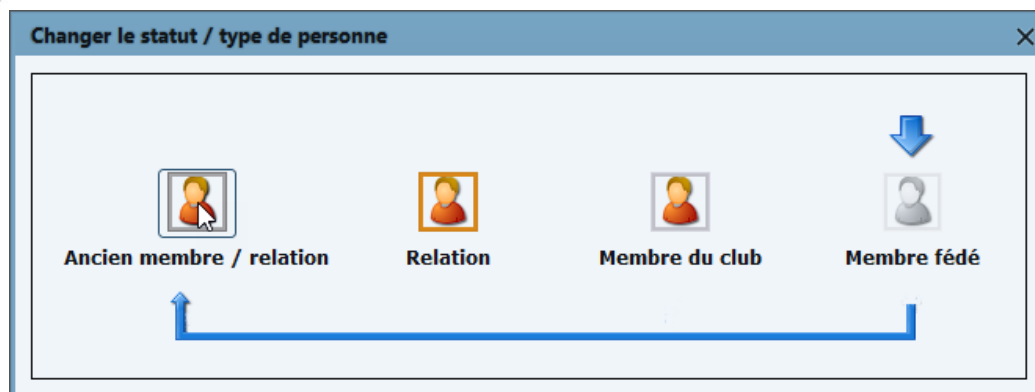 Changer le statut / type de personne
Ancien membre / relation Relation Membre du club Membre fédé